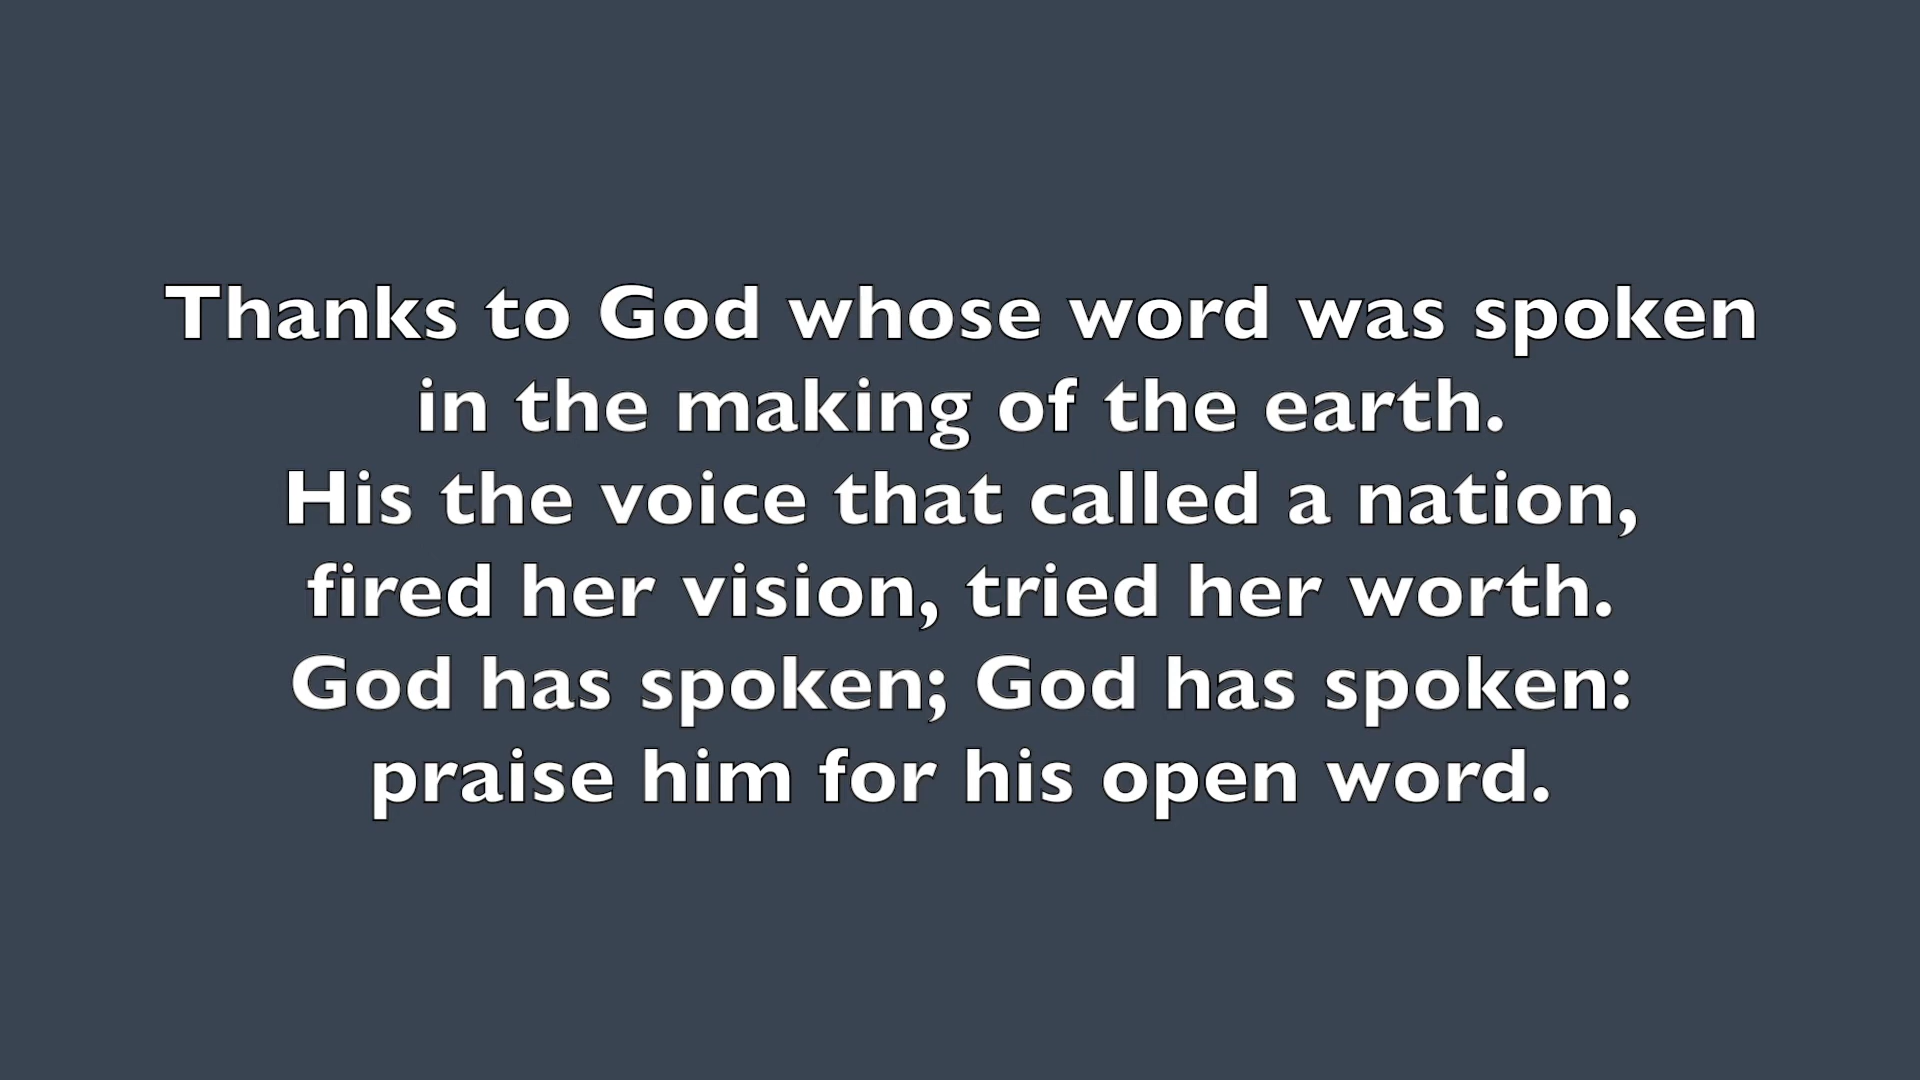 Thanks to God whose word was spoken
in the making of the earth.
His the voice that called a nation,
fired her vision, tried her worth.
God has spoken; God has spoken:
praise him for his open word.